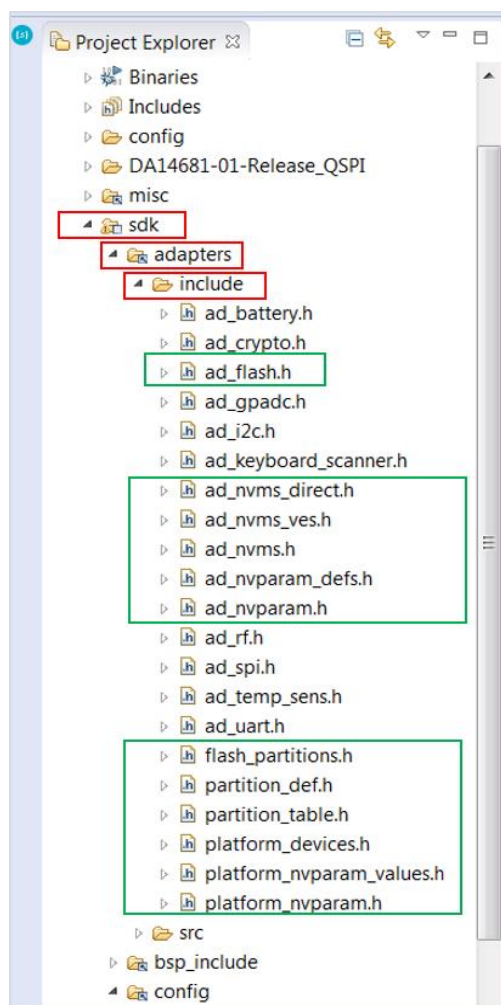 Project Explorer
Binaries
Includes
config
DA14681-01-Release_QSPI
misc
sdk
adapters
include
ad_battery.h
ad_crypto.h
ad_flash.h
ad_gpadc.h
ad_i2c.h
ad_keyboard_scanner.h
ad_nvms_direct.h
ad_nvms_ves.h
ad_nvms.h
ad_nvparam_defs.h
ad_nvparam.h
ad_rf.h
ad_spi.h
ad_temp_sens.h
ad_uart.h
flash_partitions.h
partition_def.h
partition_table.h
platform_devices.h
platform_nvparam_values.h
platform_nvparam.h
src
bsp_include
config